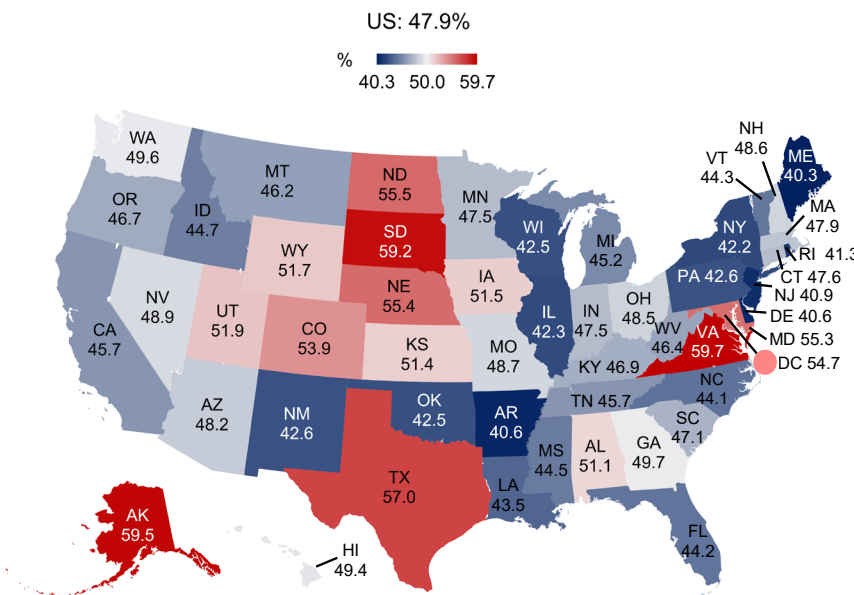 US: 47.9%
%
40.3 50.0 59.7
WA
49.6
OR
46.7
ID
44.7
MT
46.2
ND
55.5
MN
47.5
SD
59.2
WY
51.7
NE
55.4
IA
51.5
WI
42.5
MI
45.2
NV
48.9
UT
51.9
CO
53.9
KS
51.4
MO
48.7
IL
42.3
IN
47.5
OH
48.5
CA
45.7
AZ
48.2
NM
42.6
OK
42.5
TX
57.0
AR
40.6
LA
43.5
MS
44.5
AL
51.1
GA
49.7
FL
44.2
SC
47.1
NC
44.1
TN 45.7
KY 46.9
WV
46.4
VA
59.7
PA 42.6
NY
42.2
VT
44.3
NH
48.6
ME
40.3
MA
47.9
RI 41.3
CT 47.6
NJ 40.9
DE 40.6
MD 55.3
DC 54.7
AK
59.5
HI
49.4